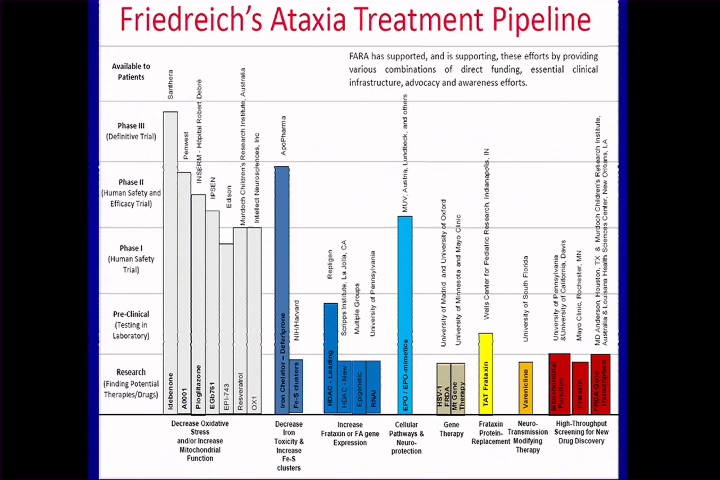 Friedreich's Ataxia Treatment Pipeline
FARA has supported, and is supporting, these efforts by providing
various combinations of direct funding, essential clinical
infrastructure, advocacy and awareness efforts.
Available to
Patients
Phase III
(Definitive Trial)
Phase II
(Human Safety and
Efficacy Trial)
Phase I
(Human Safety
Trial)
Pre-Clinical
(Testing in
Laboratory)
Research
(Finding Potential
Therapies/Drugs)
Santhera
Penwest
INSERM - Hôpital Robert Debré
IPSEN
Edison
Murdoch Children's Research Institute, Australia
Intellect Neurosciences, Inc
ApoPharma
NIH/Harvard
Repligen
Scripps Institute, La Jolla, CA
Multiple Groups
University of Pennsylvania
MUV, Austria, Lundbeck, and others
University of Madrid and University of Oxford
University of Minnesota and Mayo Clinic
Wells Center for Pediatric Research, Indianapolis, IN
University of South Florida
University of Pennsylvania
&University of California, Davis
Mayo Clinic, Rochester, MN
MD Anderson, Houston, TX & Murdoch Children's Research Institute,
Australia & Louisiana Health Sciences Center, New Orleans, LA
Idebenone
A0001
Pioglitazone
EGb761
EPI-743
Resveratrol
OX1
Iron Chelator – Deferiprone
Fe-S clusters
HDAC - Leading
HDAC - New
Epigenetic
RNAi
EPO / EPO-mimetics
HSV-1
FRDA
Mt Gene
Therapy
TAT Frataxin
Varenicline
Mitochondrial
Function
Frataxin
FRDA Gene
Decrease Oxidative
Stress
and/or Increase
Mitochondrial
Function
Decrease
Iron
Toxicity &
Increase
Fe-S
clusters
Increase
Frataxin or FA gene
Expression
Cellular
Pathways &
Neuro-
protection
Gene
Therapy
Frataxin
Protein-
Replacement
Neuro-
Transmission
Modifying
Therapy
High-Throughput
Screening for New
Drug Discovery